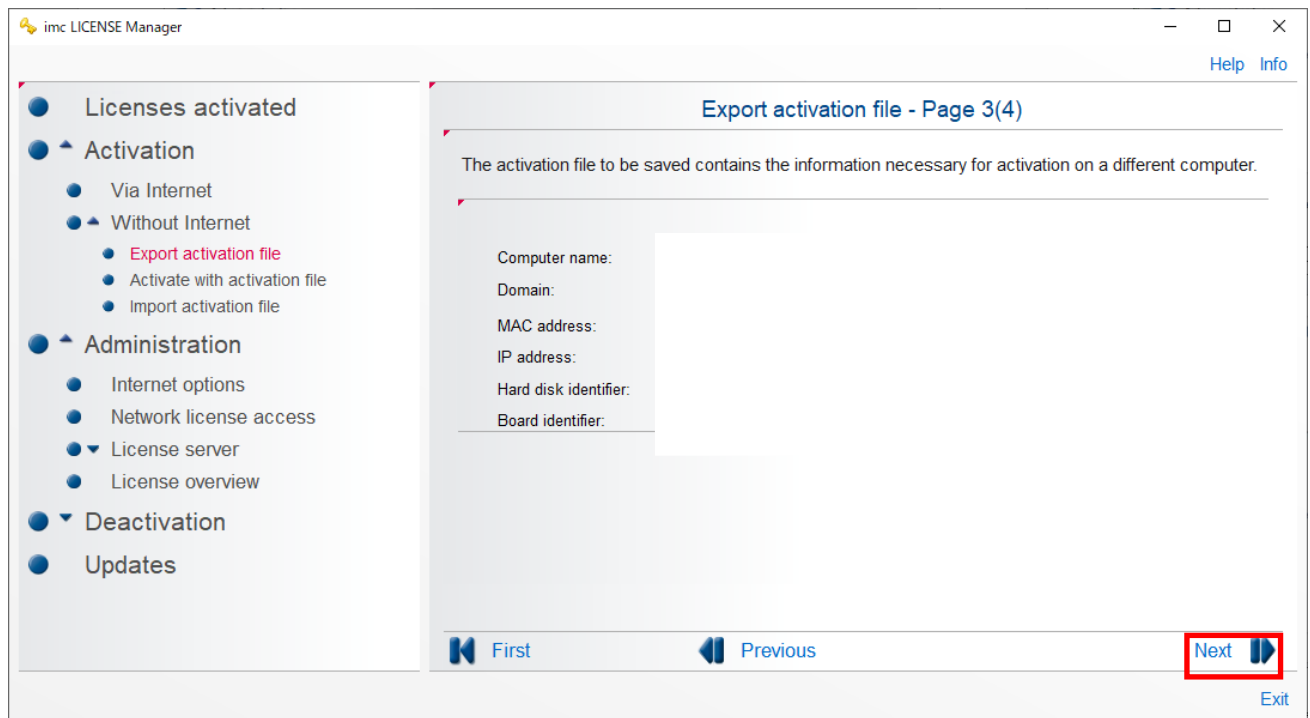 imc LICENSE Manager
Help Info
Licenses activated
Activation
Via Internet
Without Internet
Export activation file
Activate with activation file
Import activation file
Administration
Internet options
Network license access
License server
License overview
Deactivation
Updates
Export activation file - Page 3(4)
The activation file to be saved contains the information necessary for activation on a different computer.
Computer name:
Domain:
MAC address:
IP address:
Hard disk identifier:
Board identifier:
First Previous Next
Exit